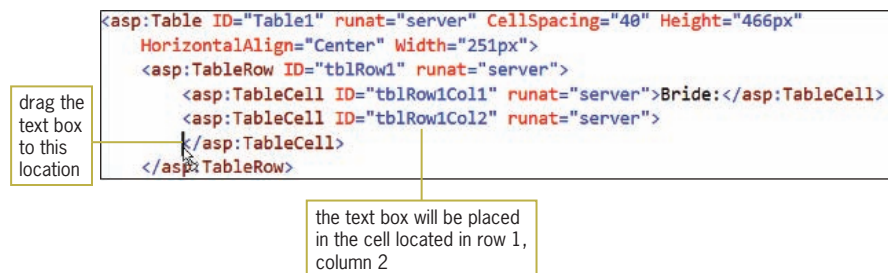 <asp:Table ID="Table1" runat="server" CellSpacing="40" Height="466px"
HorizontalAlign="Center" Width="251px">
<asp:TableRow ID="tblRow1" runat="server">
<asp:TableCell ID="tblRow1Col1" runat="server">Bride:</asp:TableCell>
<asp:TableCell ID="tblRow1Col2" runat="server">
</asp:TableCell>
</asp:TableRow>
drag the
text box
to this
location
the text box will be placed
in the cell located in row 1,
column 2